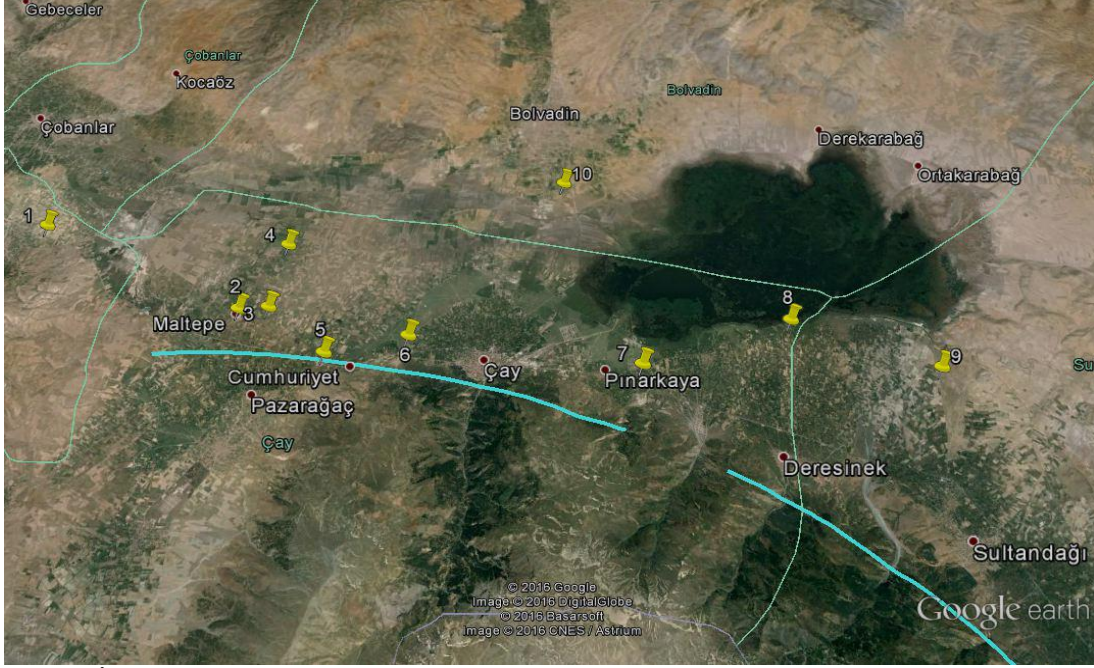 Gebeceler
Çobanlar
Kocaöz
Bolvadin
Bolvadin
Çobanlar
Derekarabağ
Ortakarabağ
10
1
4
2
3
Maltepe
8
5
6
7
9
Su
Çay
Cumhuriyet
Pınarkaya
Pazarağaç
Çay
Deresinek
Sultandağı
© 2016 Google
Image © 2016 DigitalGlobe
© 2016 Basarsoft
Image © 2016 CNES / Astrium
Google earth